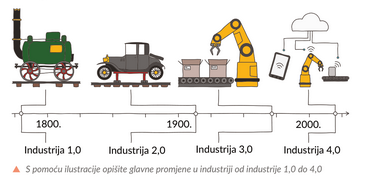 1800. 1910. 2000.
Industrija 1,0 Industrija 2,0 Industrija 3,0 Industrija 4,0
S pomoću ilustracije opišite glavne promjene u industriji od industrije 1,0 do 4,0